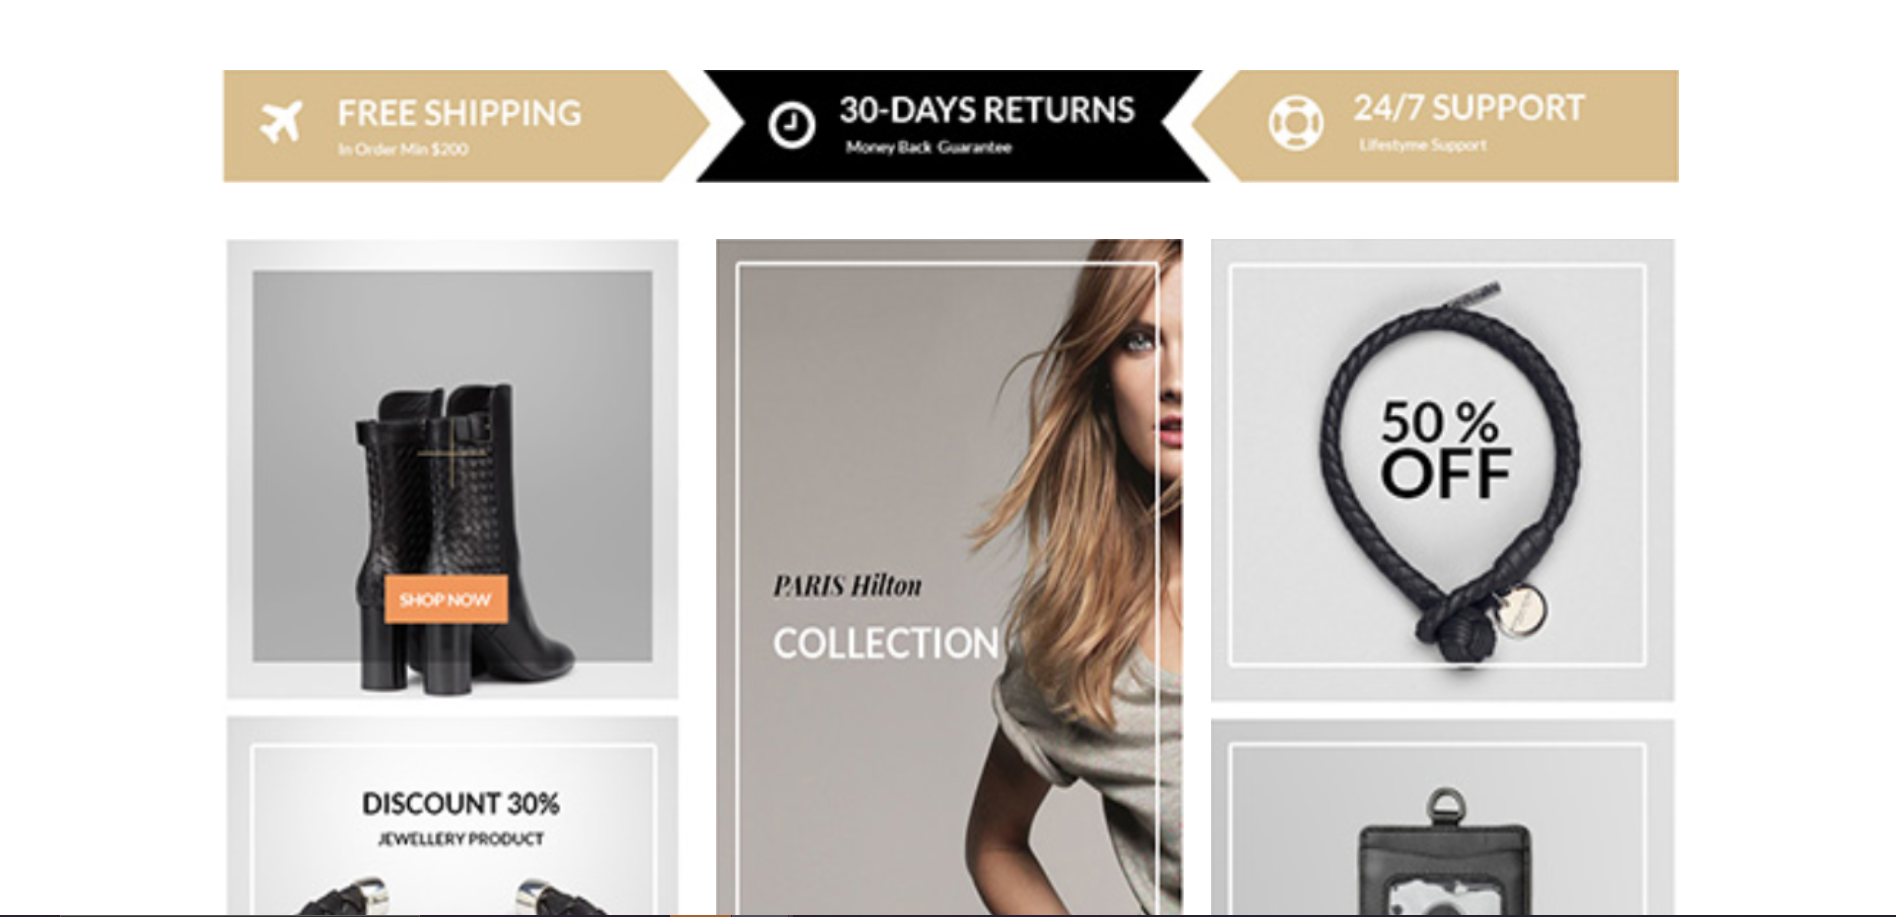 FREE SHIPPING
In Order Min $200
30-DAYS RETURNS
Money Back Guarantee
24/7 SUPPORT
Lifestyme Support
SHOP NOW
PARIS Hilton
COLLECTION
50 %
OFF
DISCOUNT 30%
JEWELLERY PRODUCT